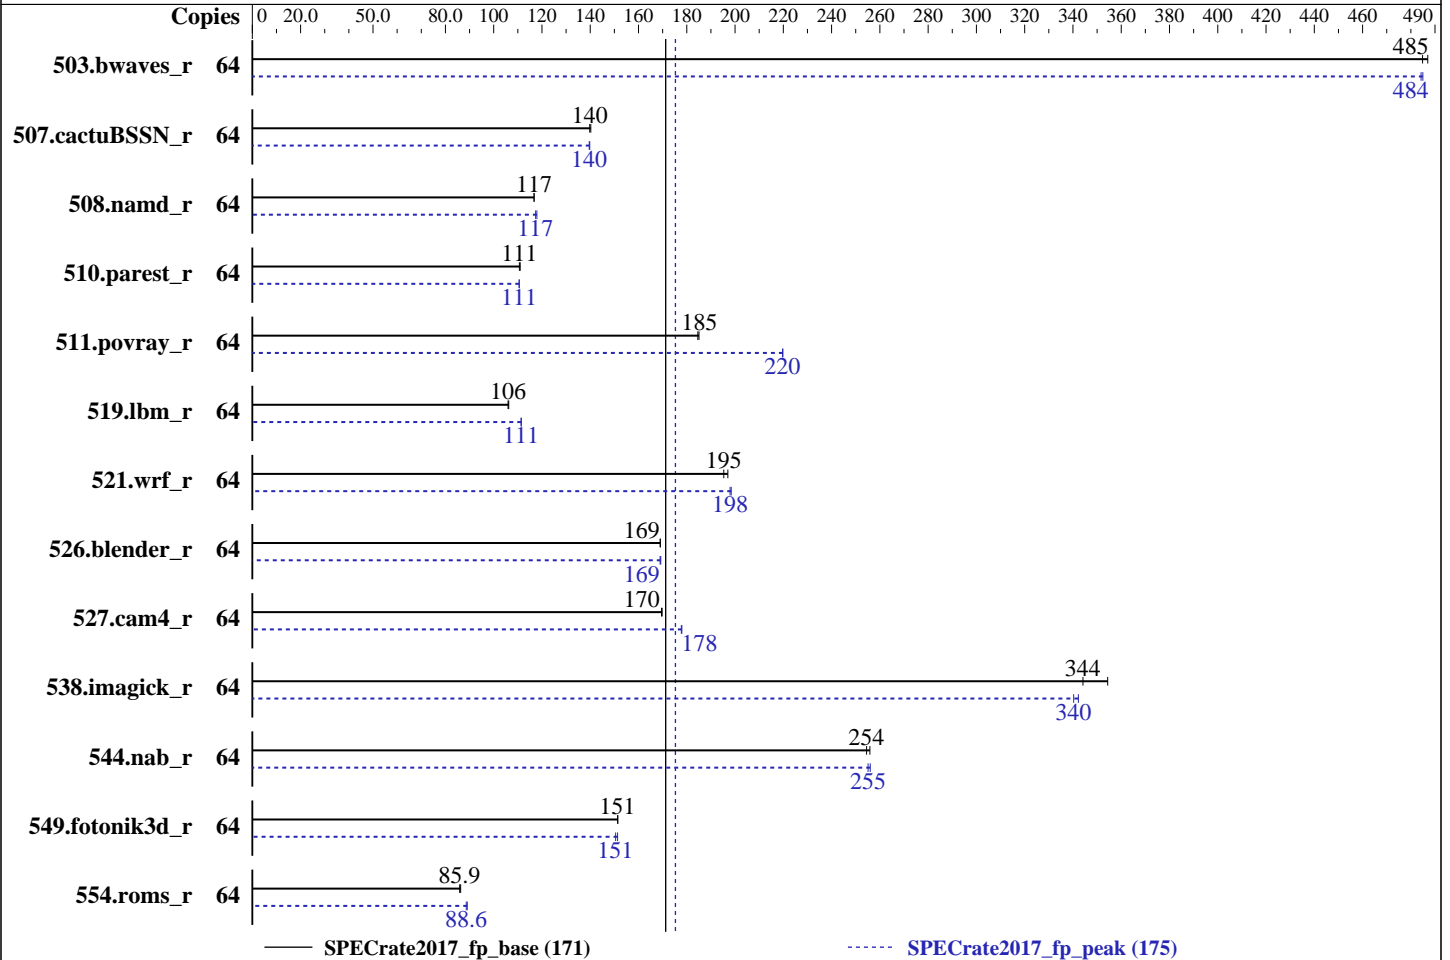 Copies 0 20.0 50.0 80.0 100 120 140 160 180 200 220 240 260 280 300 320 340 360 380 400 420 440 460 490
485
503.bwaves_r 64
484
140
507.cactuBSSN_r 64
140
117
508.namd_r 64
117
111
510.parest_r 64
111
185
511.povray_r 64
220
106
519.lbm_r 64
111
195
521.wrf_r 64
198
169
526.blender_r 64
169
170
527.cam4_r 64
178
344
538.imagick_r 64
340
254
544.nab_r 64
255
151
549.fotonik3d_r 64
151
85.9
554.roms_r 64
88.6
SPECrate2017_fp_base (171) SPECrate2017_fp_peak (175)